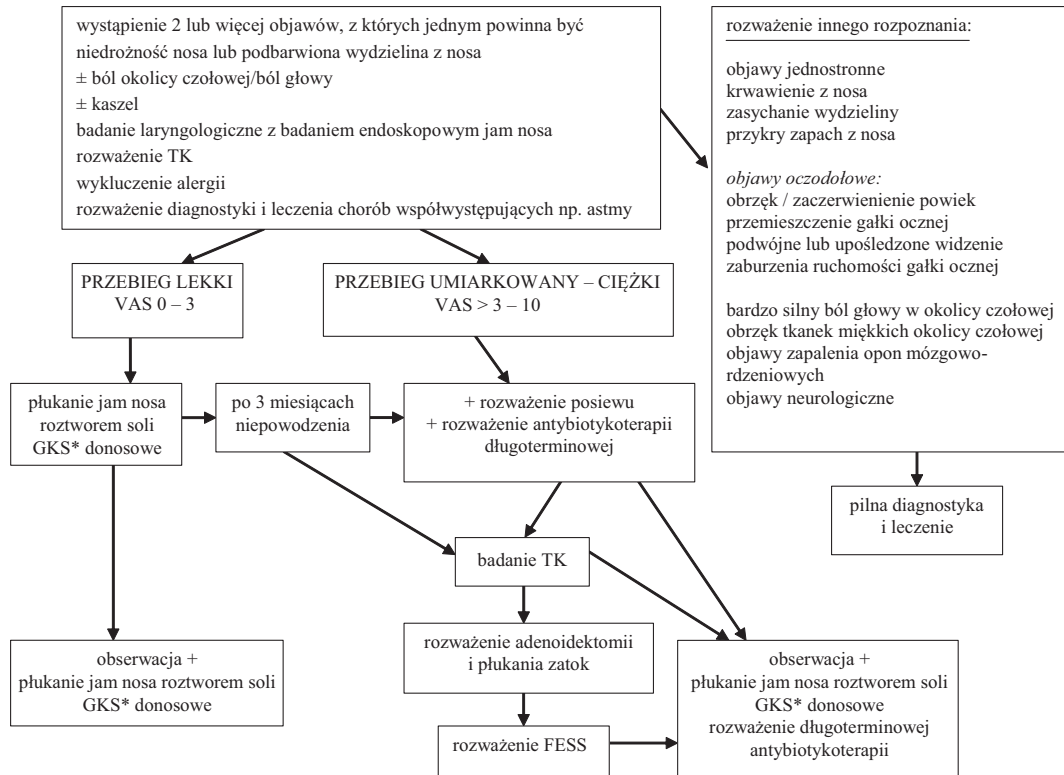 wystąpienie 2 lub więcej objawów, z których jednym powinna być
niedrożność nosa lub podbarwiona wydzielina z nosa
± ból okolicy czołowej/ból głowy
± kaszel
badanie laryngologiczne z badaniem endoskopowym jam nosa
rozważenie TK
wykluczenie alergii
rozważenie diagnostyki i leczenia chorób współwystępujących np. astmy
rozważenie innego rozpoznania:
objawy jednostronne
krwawienie z nosa
zasychanie wydzieliny
przykry zapach z nosa
objawy oczodołowe:
obrzęk / zaczerwienienie powiek
przemieszczenie gałki ocznej
podwójne lub upośledzone widzenie
zaburzenia ruchomości gałki ocznej
bardzo silny ból głowy w okolicy czołowej
obrzęk tkanek miękkich okolicy czołowej
objawy zapalenia opon mózgowo-
rdzeniowych
objawy neurologiczne
PRZEBIEG LEKKI
VAS 0 – 3
PRZEBIEG UMIARKOWANY – CIĘŻKI
VAS > 3 – 10
płukanie jam nosa
roztworem soli
GKS* donosowe
po 3 miesiącach
niepowodzenia
+ rozważenie posiewu
+ rozważenie antybiotykoterapii
długoterminowej
pilna diagnostyka
i leczenie
badanie TK
rozważenie adenoidektomii
i płukania zatok
obserwacja +
płukanie jam nosa roztworem soli
GKS* donosowe
rozważenie FESS
obserwacja +
płukanie jam nosa roztworem soli
GKS* donosowe
rozważenie długoterminowej
antybiotykoterapii